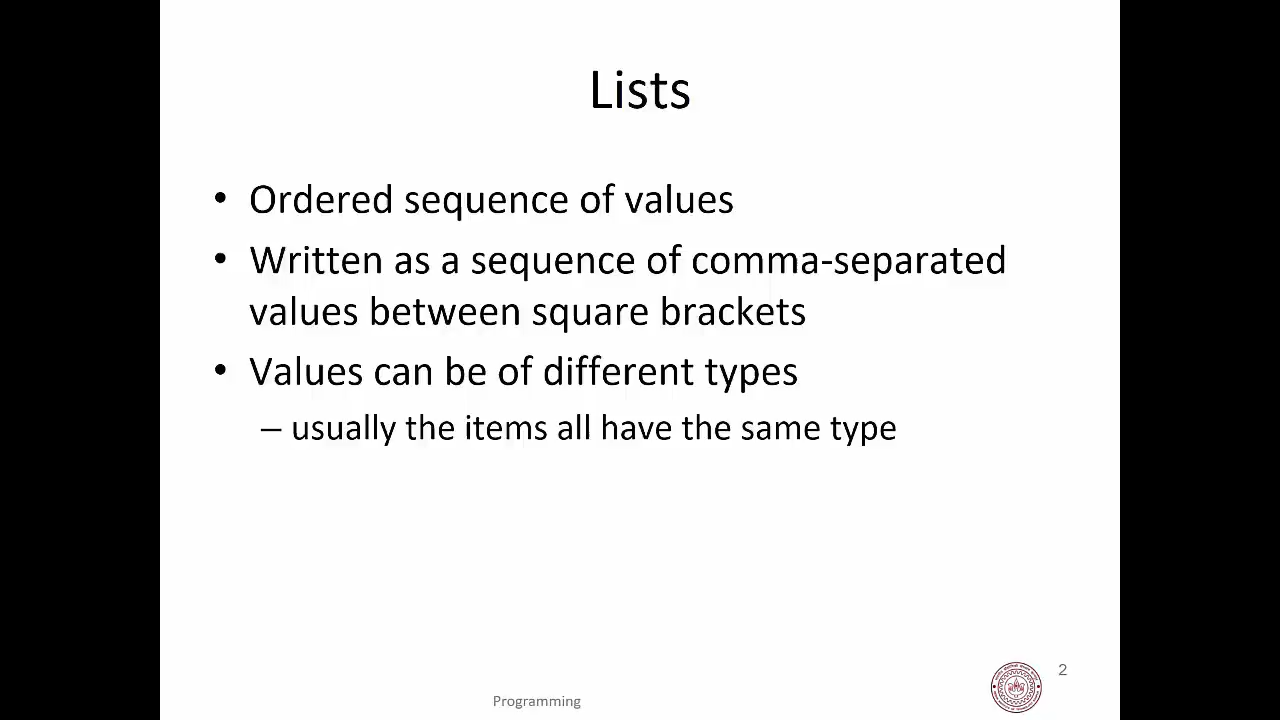 Lists
• Ordered sequence of values
• Written as a sequence of comma-separated
values between square brackets
• Values can be of different types
– usually the items all have the same type
2
Programming